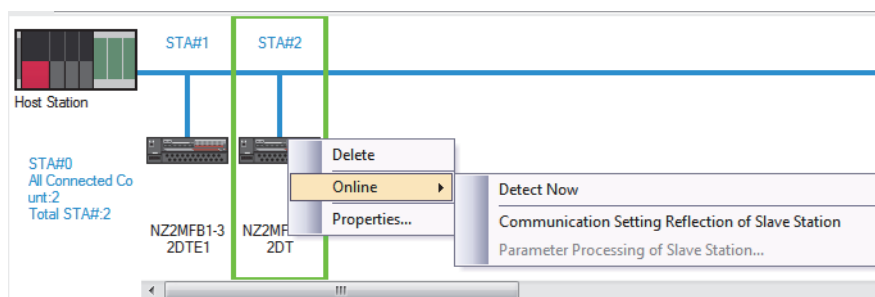 STA#1
STA#2
Host Station
STA#0
All Connected Co
unt:2
Total STA#:2
NZ2MFB1-3
2DTE1
NZ2MF
2DT
Delete
Online
Properties...
Detect Now
Communication Setting Reflection of Slave Station
Parameter Processing of Slave Station...